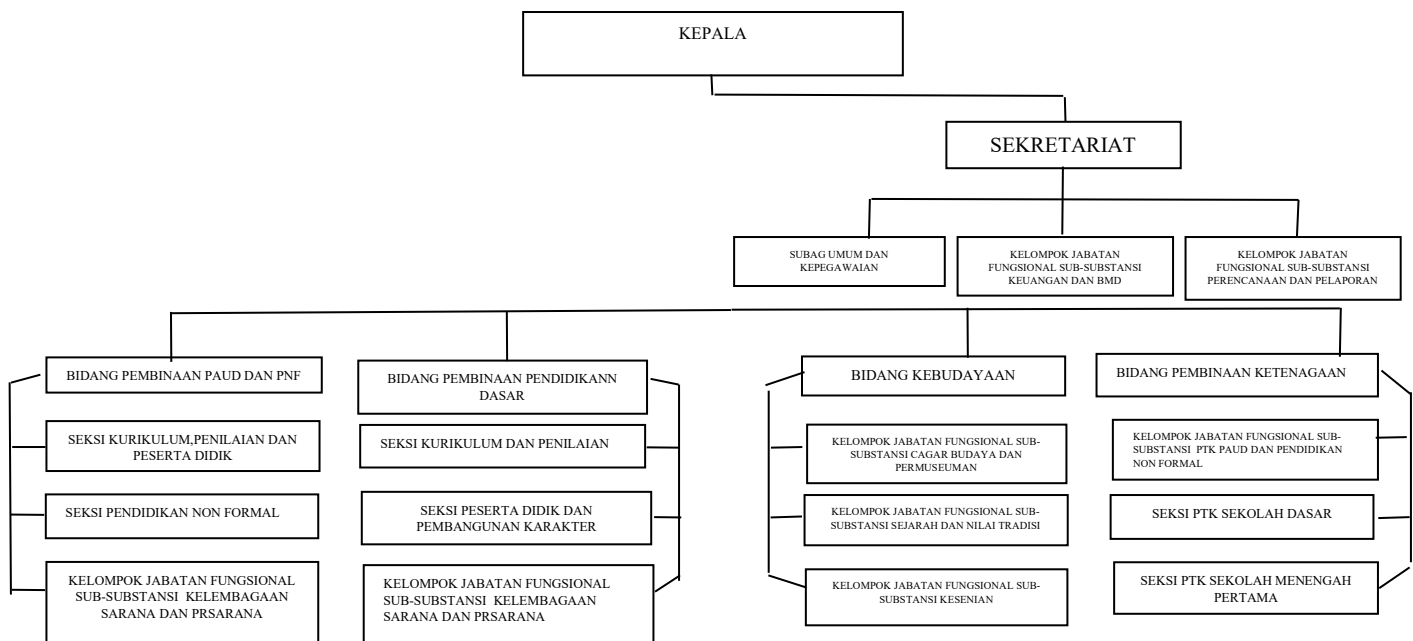 KEPALA
SEKRETARIAT
SUBAG UMUM DAN
KEPEGAWAIAN
KELOMPOK JABATAN
FUNGSIONAL SUB-SUBSTANSI
KEUANGAN DAN BMD
KELOMPOK JABATAN
FUNGSIONAL SUB-SUBSTANSI
PERENCANAAN DAN PELAPORAN
BIDANG PEMBINAAN PAUD DAN PNF
SEKSI KURIKULUM,PENILAIAN DAN
PESERTA DIDIK
SEKSI PENDIDIKAN NON FORMAL
KELOMPOK JABATAN FUNGSIONAL
SUB-SUBSTANSI KELEMBAGAAN
SARANA DAN PRSARANA
BIDANG PEMBINAAN PENDIDIKANN
DASAR
SEKSI KURIKULUM DAN PENILAIAN
SEKSI PESERTA DIDIK DAN
PEMBANGUNAN KARAKTER
KELOMPOK JABATAN FUNGSIONAL
SUB-SUBSTANSI KELEMBAGAAN
SARANA DAN PRSARANA
BIDANG KEBUDAYAAN
KELOMPOK JABATAN FUNGSIONAL SUB-
SUBSTANSI CAGAR BUDAYA DAN
PERMUSEUMAN
KELOMPOK JABATAN FUNGSIONAL SUB-
SUBSTANSI SEJARAH DAN NILAI TRADISI
KELOMPOK JABATAN FUNGSIONAL SUB-
SUBSTANSI KESENIAN
BIDANG PEMBINAAN KETENAGAAN
KELOMPOK JABATAN FUNGSIONAL SUB-
SUBSTANSI PTK PAUD DAN PENDIDIKAN
NON FORMAL
SEKSI PTK SEKOLAH DASAR
SEKSI PTK SEKOLAH MENENGAH
PERTAMA